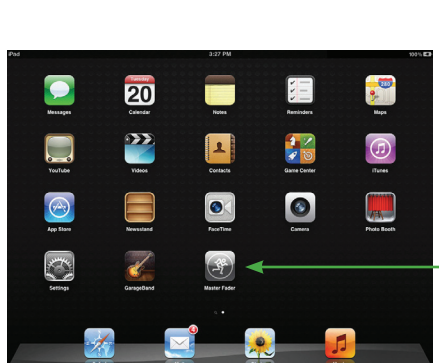 iPad 3:27 PM 100%
Tuesday
20
280
Messages Calendar Notes Reminders Maps
YouTube Videos Contacts Game Center iTunes
App Store Newsstand FaceTime Camera Photo Booth
Settings GarageBand Master Fader
4